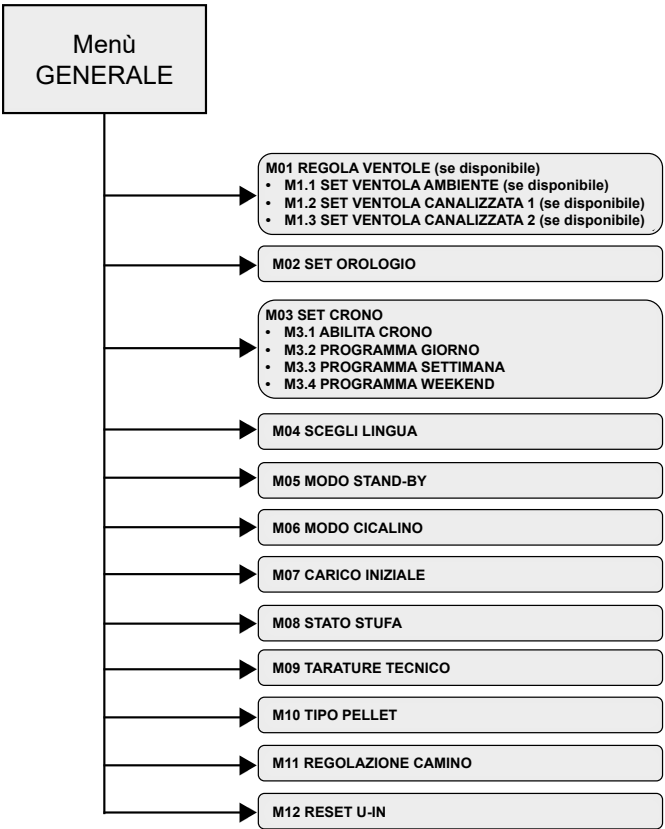 Menù
GENERALE
M01 REGOLA VENTOLE (se disponibile)
• M1.1 SET VENTOLA AMBIENTE (se disponibile)
• M1.2 SET VENTOLA CANALIZZATA 1 (se disponibile)
• M1.3 SET VENTOLA CANALIZZATA 2 (se disponibile)
M02 SET OROLOGIO
M03 SET CRONO
• M3.1 ABILITA CRONO
• M3.2 PROGRAMMA GIORNO
• M3.3 PROGRAMMA SETTIMANA
• M3.4 PROGRAMMA WEEKEND
M04 SCEGLI LINGUA
M05 MODO STAND-BY
M06 MODO CICALINO
M07 CARICO INIZIALE
M08 STATO STUFA
M09 TARATURE TECNICO
M10 TIPO PELLET
M11 REGOLAZIONE CAMINO
M12 RESET U-IN